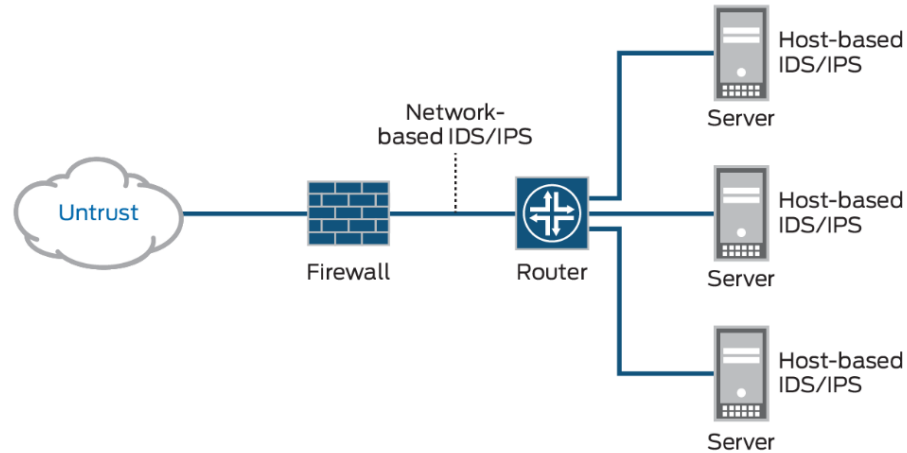 Host-based
IDS/IPS
Server
Network-
based IDS/IPS
Untrust
Firewall
Router
Host-based
IDS/IPS
Server
Host-based
IDS/IPS
Server